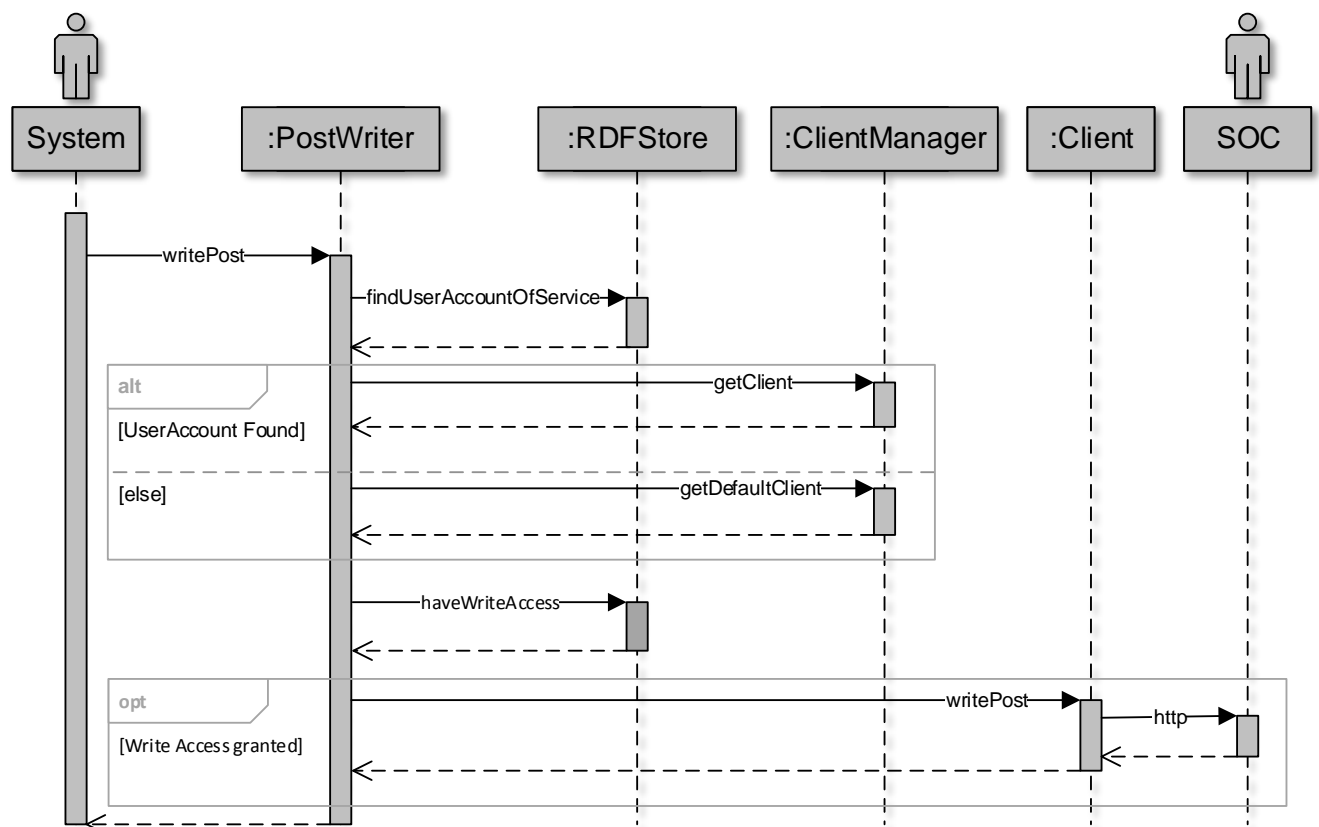 System
:PostWriter
:RDFStore
:ClientManager
:Client
SOC
writePost
findUserAccountOfService
alt
getClient
[UserAccount Found]
[else]
getDefaultClient
haveWriteAccess
opt
writePost
http
[Write Access granted]